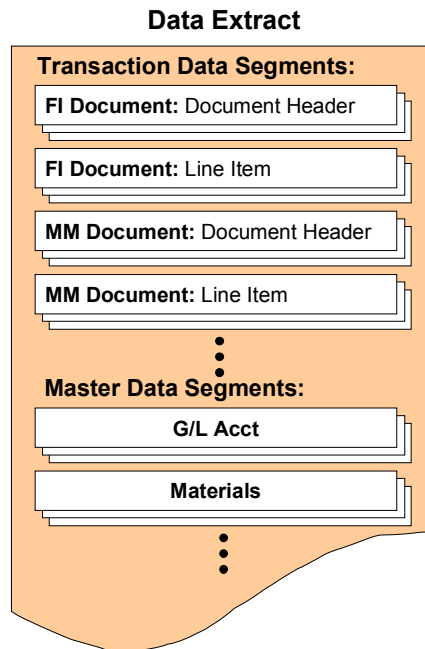 Data Extract
Transaction Data Segments:
FI Document: Document Header
FI Document: Line Item
MM Document: Document Header
MM Document: Line Item
Master Data Segments:
G/L Acct
Materials